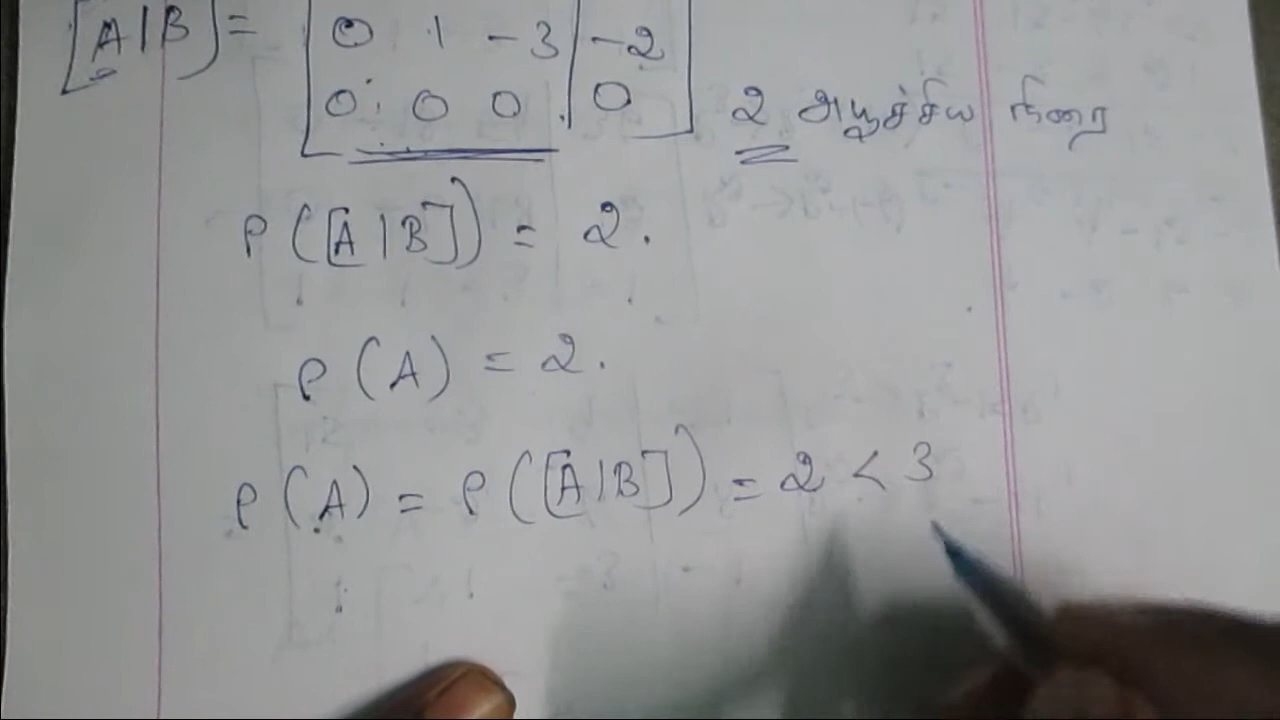 [A|B] = 0 1 -3 | -2
0 0 0 | 0 2 அபூச்சிய நிரை
ρ([A|B]) = 2.
ρ(A) = 2.
ρ(A) = ρ([A|B]) = 2 < 3